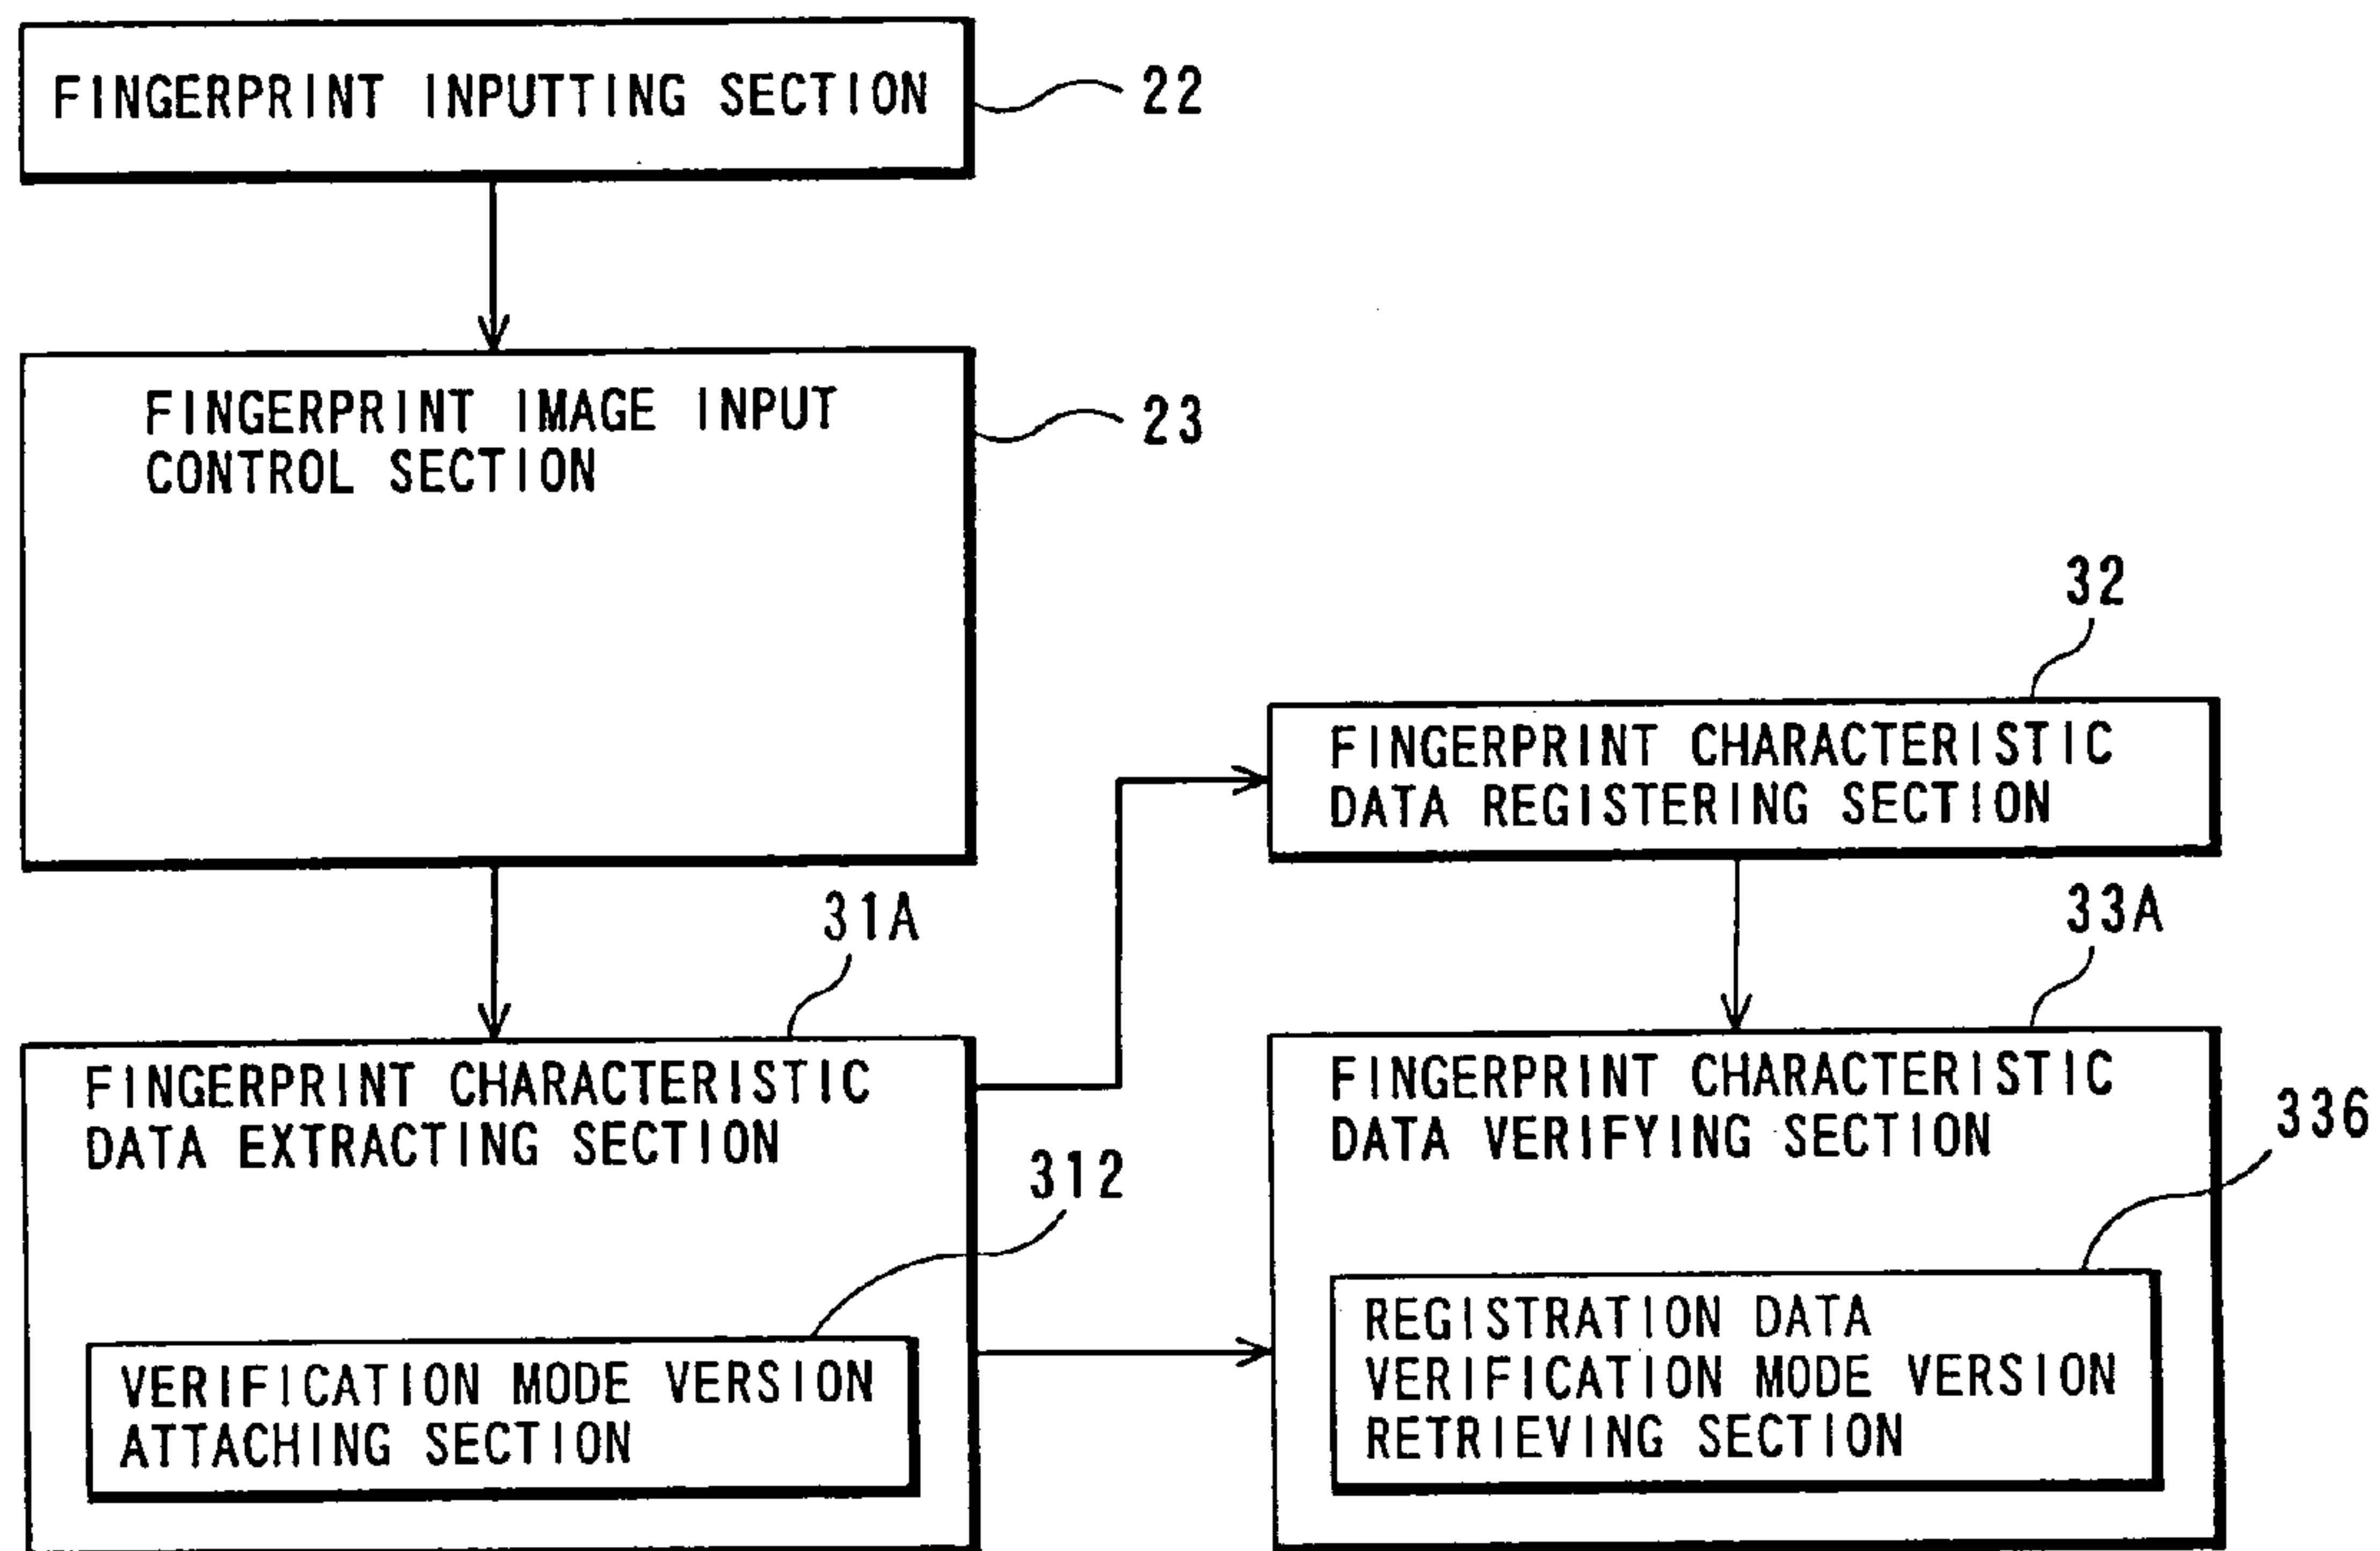 FINGERPRINT INPUTTING SECTION
22
FINGERPRINT IMAGE INPUT
CONTROL SECTION
23
32
FINGERPRINT CHARACTERISTIC
DATA REGISTERING SECTION
31A
FINGERPRINT CHARACTERISTIC
DATA EXTRACTING SECTION
312
VERIFICATION MODE VERSION
ATTACHING SECTION
33A
FINGERPRINT CHARACTERISTIC
DATA VERIFYING SECTION
336
REGISTRATION DATA
VERIFICATION MODE VERSION
RETRIEVING SECTION